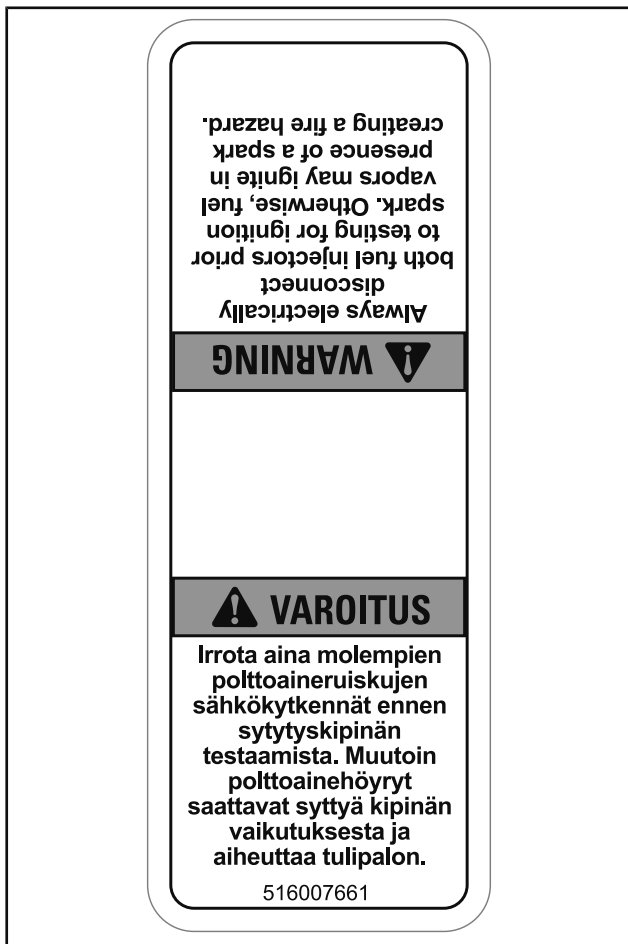 WARNING
Always electrically
disconnect
both fuel injectors prior
to testing for ignition
spark. Otherwise, fuel
vapors may ignite in
presence of a spark
creating a fire hazard.
VAROITUS
Irrota aina molempien
polttoaineruiskujen
sähkökytkennät ennen
sytytyskipinän
testaamista. Muutoin
polttoainehöyryt
saattavat syttyä kipinän
vaikutuksesta ja
aiheuttaa tulipalon.
516007661